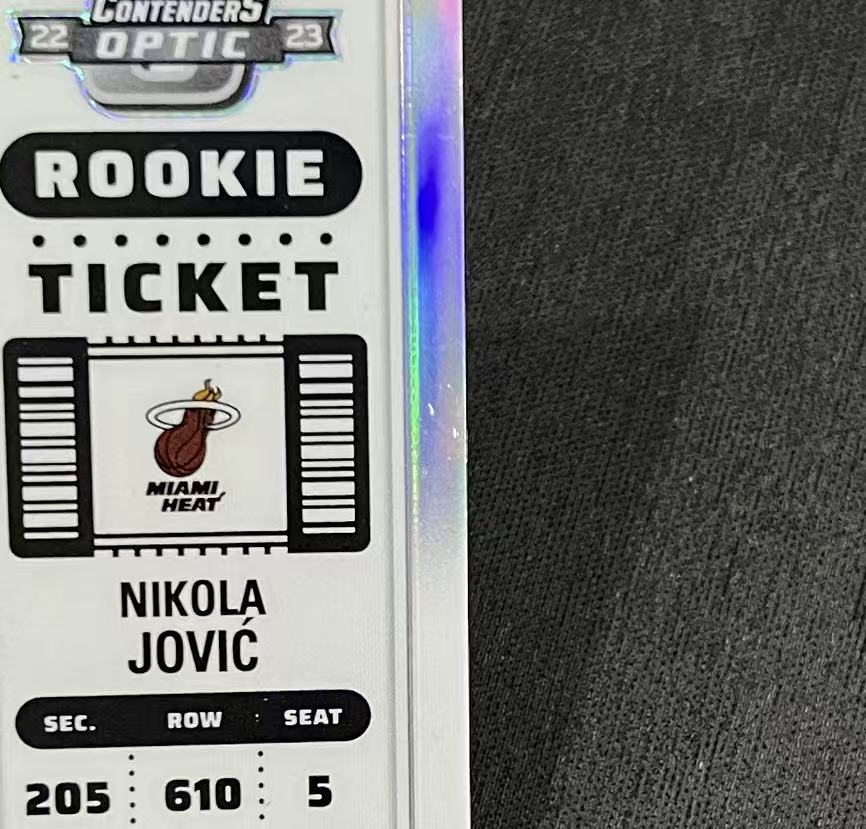 CONTENDERS
22 OPTIC 23
ROOKIE
TICKET
MIAMI
HEAT
NIKOLA
JOVIĆ
SEC. ROW SEAT
205 610 5